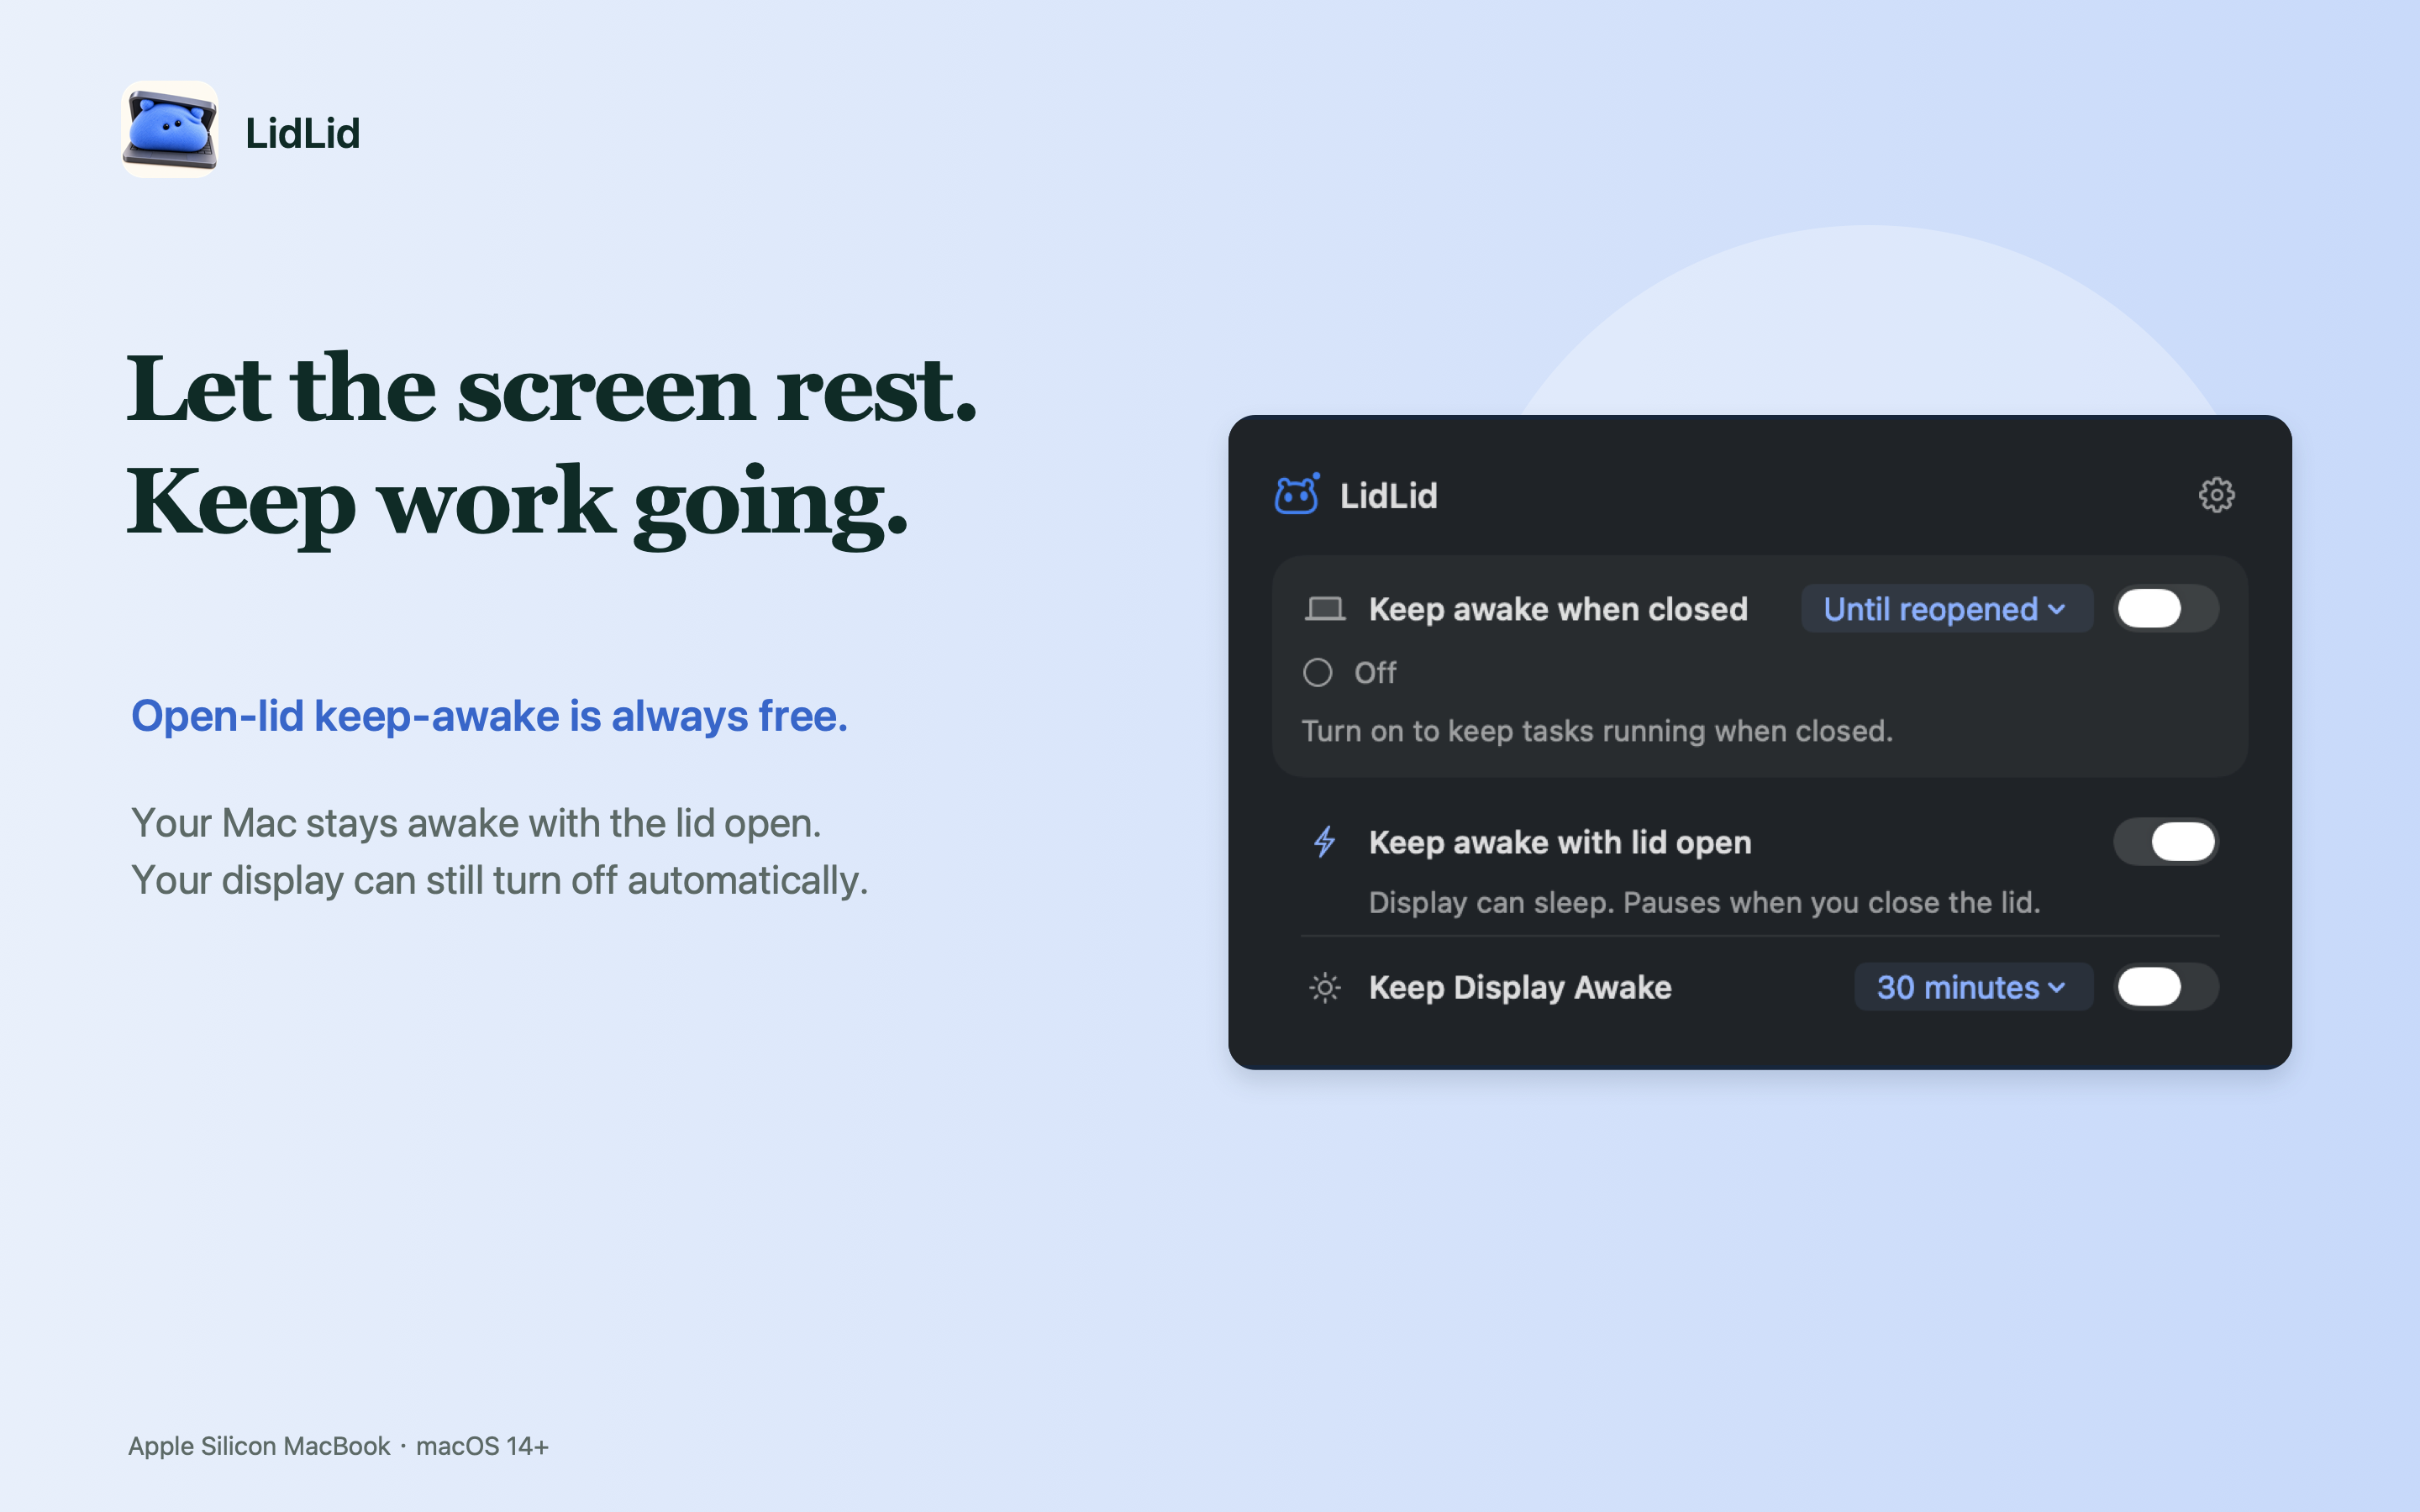 LidLid
Let the screen rest.
Keep work going.
Open-lid keep-awake is always free.
Your Mac stays awake with the lid open.
Your display can still turn off automatically.
Apple Silicon MacBook · macOS 14+
LidLid
Keep awake when closed Until reopened
Off
Turn on to keep tasks running when closed.
Keep awake with lid open
Display can sleep. Pauses when you close the lid.
Keep Display Awake 30 minutes